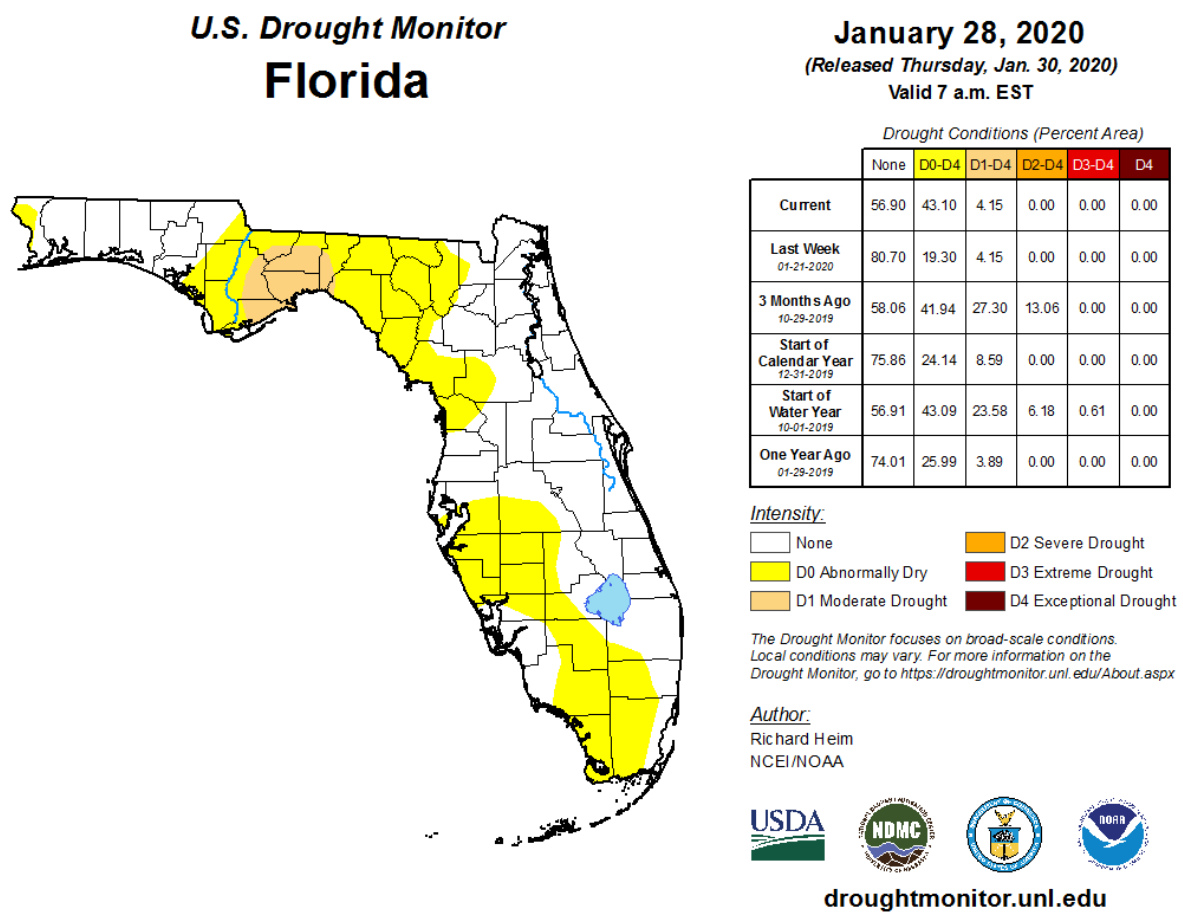 U.S. Drought Monitor
Florida
January 28, 2020
(Released Thursday, Jan. 30, 2020)
Valid 7 a.m. EST
Drought Conditions (Percent Area)
None D0-D4 D1-D4 D2-D4 D3-D4 D4
Current 56.90 43.10 4.15 0.00 0.00 0.00
Last Week
01-21-2020 80.70 19.30 4.15 0.00 0.00 0.00
3 Months Ago
10-29-2019 58.06 41.94 27.30 13.06 0.00 0.00
Start of
Calendar Year
12-31-2019 75.86 24.14 8.59 0.00 0.00 0.00
Start of
Water Year
10-01-2019 56.91 43.09 23.58 6.18 0.61 0.00
One Year Ago
01-29-2019 74.01 25.99 3.89 0.00 0.00 0.00
Intensity:
None
D0 Abnormally Dry
D1 Moderate Drought
D2 Severe Drought
D3 Extreme Drought
D4 Exceptional Drought
The Drought Monitor focuses on broad-scale conditions.
Local conditions may vary. For more information on the
Drought Monitor, go to https://droughtmonitor.unl.edu/About.aspx
Author:
Richard Heim
NCEI/NOAA
USDA
NDMC
NOAA
droughtmonitor.unl.edu